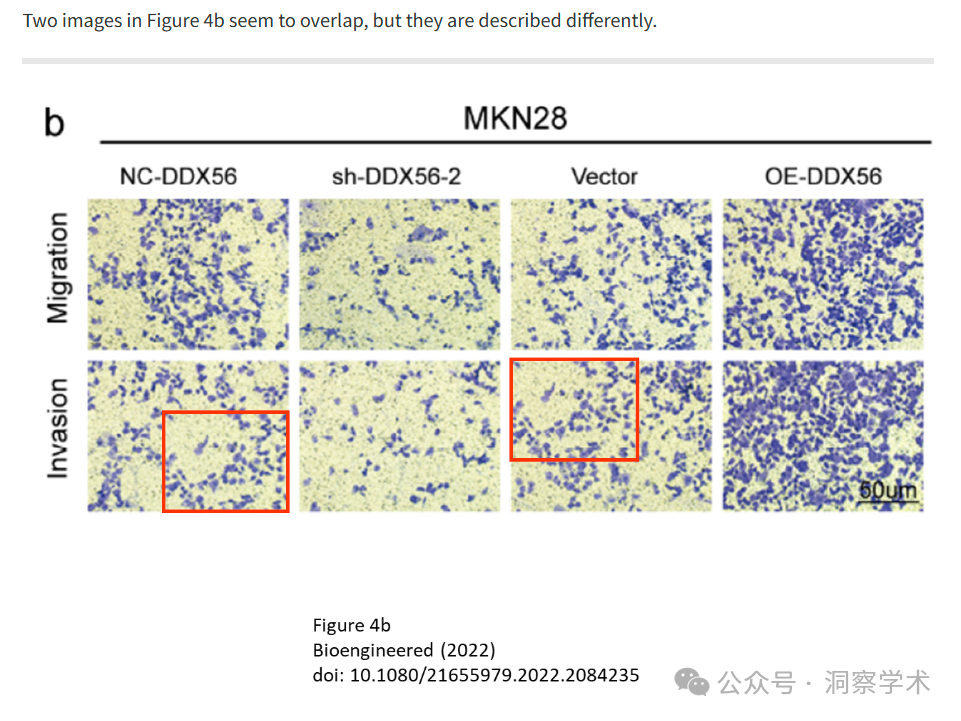 Two images in Figure 4b seem to overlap, but they are described differently.
b
MKN28
NC-DDX56 sh-DDX56-2 Vector OE-DDX56
Migration
Invasion
50um
Figure 4b
Bioengineered (2022)
doi: 10.1080/21655979.2022.2084235
公众号 · 洞察学术